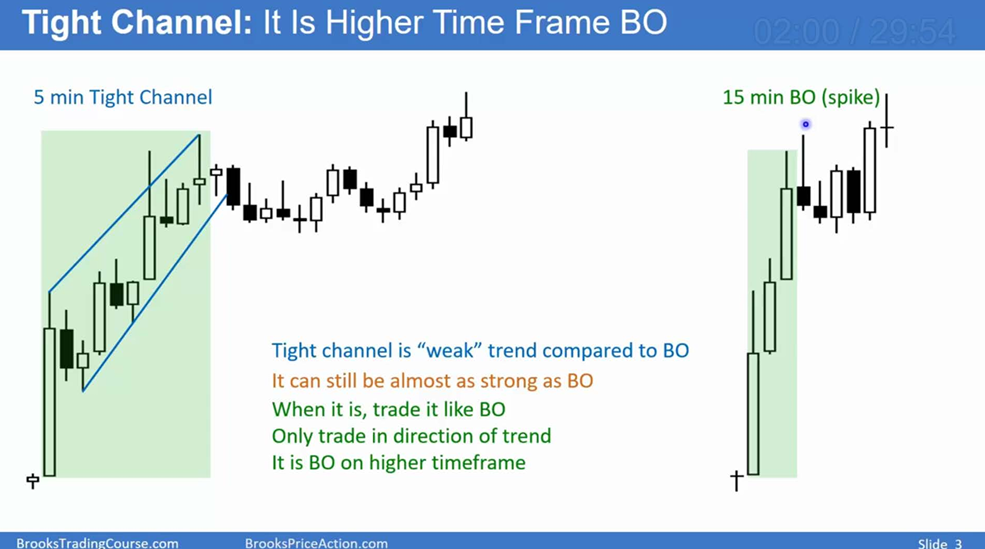 Tight Channel: It Is Higher Time Frame BO
02:00 / 29:54
5 min Tight Channel
15 min BO (spike)
Tight channel is “weak” trend compared to BO
It can still be almost as strong as BO
When it is, trade it like BO
Only trade in direction of trend
It is BO on higher timeframe
BrooksTradingCourse.com
BrooksPriceAction.com
Slide 3